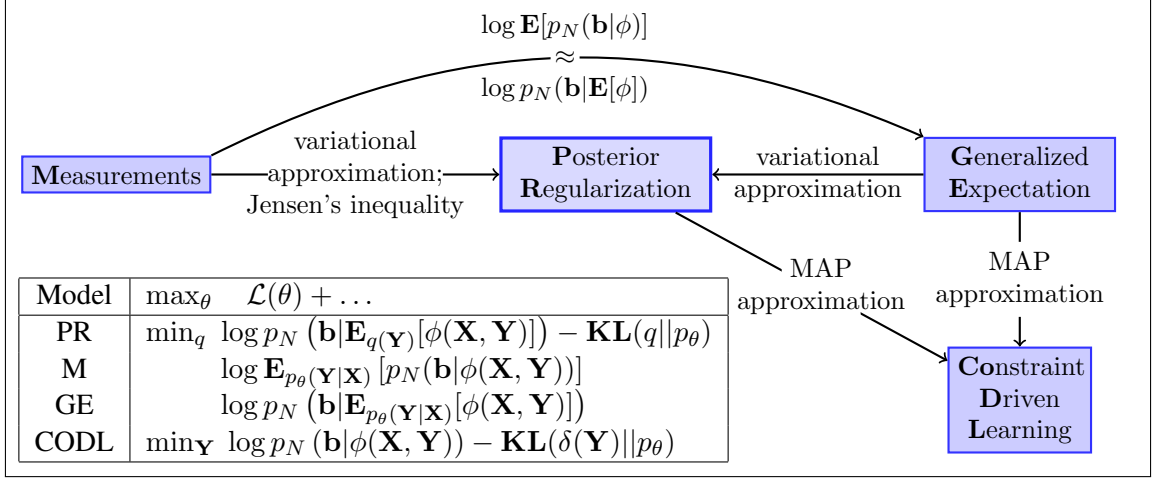 log E[p_N(b|ϕ)]
≈
log p_N(b|E[ϕ])
Measurements
variational
approximation;
Jensen's inequality
Posterior
Regularization
variational
approximation
Generalized
Expectation
MAP
approximation
MAP
approximation
Constraint
Driven
Learning
Model max_θ L(θ) + …
PR min_q log p_N (b|E_{q(Y)}[ϕ(X, Y)]) − KL(q||p_θ)
M log E_{p_θ(Y|X)} [p_N(b|ϕ(X, Y))]
GE log p_N (b|E_{p_θ(Y|X)}[ϕ(X, Y)])
CODL min_Y log p_N (b|ϕ(X, Y)) − KL(δ(Y)||p_θ)